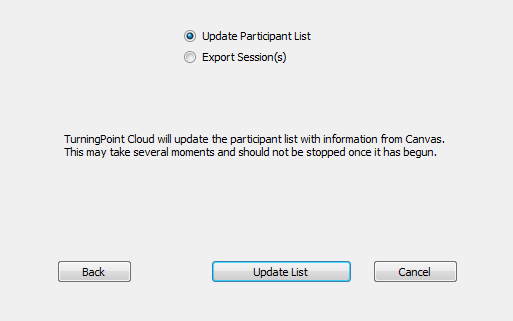 Update Participant List
Export Session(s)
TurningPoint Cloud will update the participant list with information from Canvas.
This may take several moments and should not be stopped once it has begun.
Back
Update List
Cancel